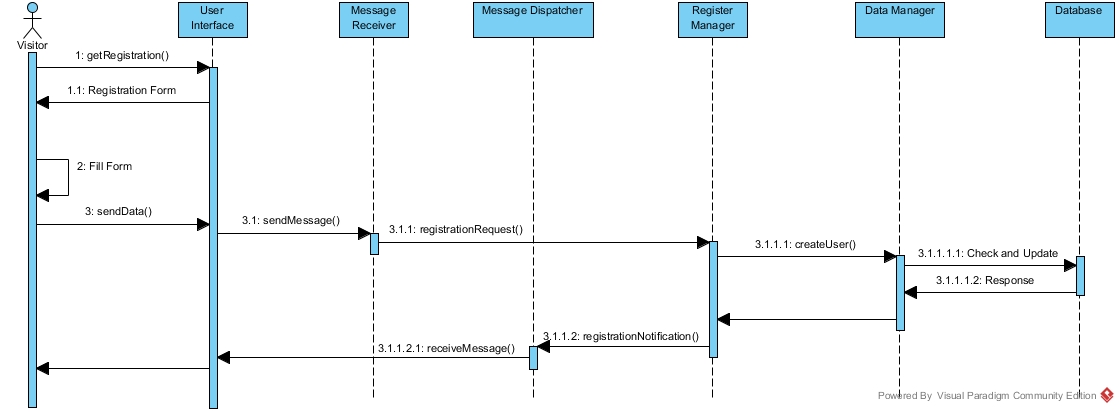 User
Interface
Message
Receiver
Message Dispatcher
Register
Manager
Data Manager
Database
Visitor
1: getRegistration()
1.1: Registration Form
2: Fill Form
3: sendData()
3.1: sendMessage()
3.1.1: registrationRequest()
3.1.1.1: createUser()
3.1.1.1.1: Check and Update
3.1.1.1.2: Response
3.1.1.2: registrationNotification()
3.1.1.2.1: receiveMessage()
Powered By Visual Paradigm Community Edition